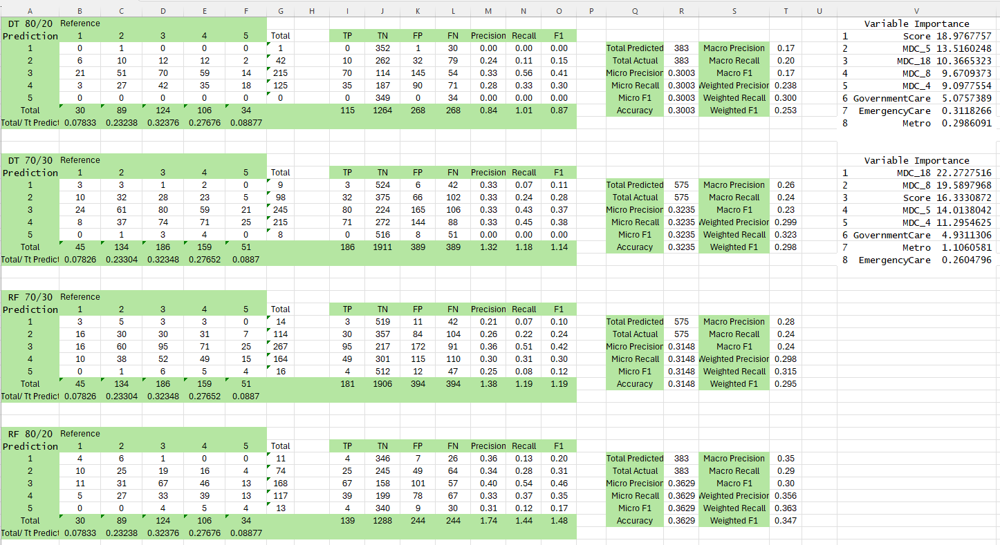 A B C D E F G H I J K L M N O P Q R S T U V
DT 80/20 Reference Variable Importance
Prediction 1 2 3 4 5 Total TP TN FP FN Precision Recall F1 1 Score 18.9767757
1 0 1 0 0 0 1 0 352 1 30 0.00 0.00 0.00 Total Predicted 383 Macro Precision 0.17 2 MDC_5 13.5160248
2 6 10 12 12 2 42 10 262 32 79 0.24 0.11 0.15 Total Actual 383 Macro Recall 0.20 3 MDC_18 10.3665323
3 21 51 70 59 14 215 70 114 145 54 0.33 0.56 0.41 Micro Precision 0.3003 Macro F1 0.17 4 MDC_8 9.6709373
4 3 27 42 35 18 125 35 187 90 71 0.28 0.33 0.30 Micro Recall 0.3003 Weighted Precision 0.238 5 MDC_4 9.0977554
5 0 0 0 0 0 0 0 349 0 34 0.00 0.00 0.00 Micro F1 0.3003 Weighted Recall 0.300 6 GovernmentCare 5.0757389
Total 30 89 124 106 34 115 1264 268 268 0.84 1.01 0.87 Accuracy 0.3003 Weighted F1 0.253 7 EmergencyCare 0.3118266
Total/ Tt Predict 0.07833 0.23238 0.32376 0.27676 0.08877 8 Metro 0.2986091
DT 70/30 Reference Variable Importance
Prediction 1 2 3 4 5 Total TP TN FP FN Precision Recall F1 1 MDC_18 22.2727516
1 3 3 1 2 0 9 3 524 6 42 0.33 0.07 0.11 Total Predicted 575 Macro Precision 0.26 2 MDC_8 19.5897968
2 10 32 28 23 5 98 32 375 66 102 0.33 0.24 0.28 Total Actual 575 Macro Recall 0.24 3 Score 16.3330872
3 24 61 80 59 21 245 80 224 165 106 0.33 0.43 0.37 Micro Precision 0.3235 Macro F1 0.23 4 MDC_5 14.0138042
4 8 37 74 71 25 215 71 272 144 88 0.33 0.45 0.38 Micro Recall 0.3235 Weighted Precision 0.299 5 MDC_4 11.2954625
5 0 1 3 4 0 8 0 516 8 51 0.00 0.00 0.00 Micro F1 0.3235 Weighted Recall 0.323 6 GovernmentCare 4.9311306
Total 45 134 186 159 51 186 1911 389 389 1.32 1.18 1.14 Accuracy 0.3235 Weighted F1 0.298 7 Metro 1.1060581
Total/ Tt Predict 0.07826 0.23304 0.32348 0.27652 0.0887 8 EmergencyCare 0.2604796
RF 70/30 Reference
Prediction 1 2 3 4 5 Total TP TN FP FN Precision Recall F1
1 3 5 3 3 0 14 3 519 11 42 0.21 0.07 0.10 Total Predicted 575 Macro Precision 0.28
2 16 30 30 31 7 114 30 357 84 104 0.26 0.22 0.24 Total Actual 575 Macro Recall 0.24
3 16 60 95 71 25 267 95 217 172 91 0.36 0.51 0.42 Micro Precision 0.3148 Macro F1 0.24
4 10 38 52 49 15 164 49 301 115 110 0.30 0.31 0.30 Micro Recall 0.3148 Weighted Precision 0.298
5 0 1 6 5 4 16 4 512 12 47 0.25 0.08 0.12 Micro F1 0.3148 Weighted Recall 0.315
Total 45 134 186 159 51 181 1906 394 394 1.38 1.19 1.19 Accuracy 0.3148 Weighted F1 0.295
Total/ Tt Predict 0.07826 0.23304 0.32348 0.27652 0.0887
RF 80/20 Reference
Prediction 1 2 3 4 5 Total TP TN FP FN Precision Recall F1
1 4 6 1 0 0 11 4 346 7 26 0.36 0.13 0.20 Total Predicted 383 Macro Precision 0.35
2 10 25 19 16 4 74 25 245 49 64 0.34 0.28 0.31 Total Actual 383 Macro Recall 0.29
3 11 31 67 46 13 168 67 158 101 57 0.40 0.54 0.46 Micro Precision 0.3629 Macro F1 0.30
4 5 27 33 39 13 117 39 199 78 67 0.33 0.37 0.35 Micro Recall 0.3629 Weighted Precision 0.356
5 0 0 4 5 4 13 4 340 9 30 0.31 0.12 0.17 Micro F1 0.3629 Weighted Recall 0.363
Total 30 89 124 106 34 139 1288 244 244 1.74 1.44 1.48 Accuracy 0.3629 Weighted F1 0.347
Total/ Tt Predict 0.07833 0.23238 0.32376 0.27676 0.08877